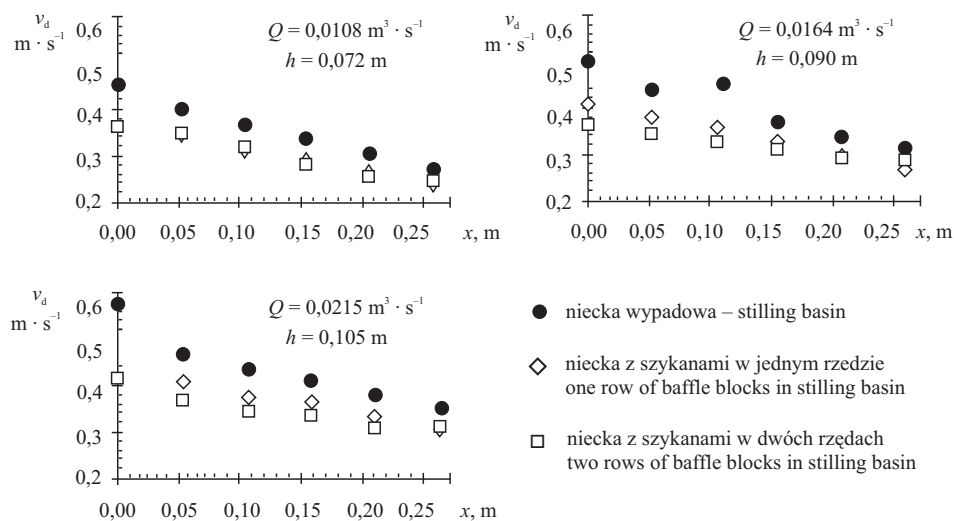 v_d
m · s⁻¹
0,6
0,5
0,4
0,3
0,2
Q = 0,0108 m³ · s⁻¹
h = 0,072 m
0,00 0,05 0,10 0,15 0,20 0,25 x, m
v_d
m · s⁻¹
0,6
0,5
0,4
0,3
0,2
Q = 0,0164 m³ · s⁻¹
h = 0,090 m
0,00 0,05 0,10 0,15 0,20 0,25 x, m
v_d
m · s⁻¹
0,6
0,5
0,4
0,3
0,2
Q = 0,0215 m³ · s⁻¹
h = 0,105 m
0,00 0,05 0,10 0,15 0,20 0,25 x, m
niecka wypadowa – stilling basin
niecka z szykanami w jednym rzedzie
one row of baffle blocks in stilling basin
niecka z szykanami w dwóch rzędach
two rows of baffle blocks in stilling basin